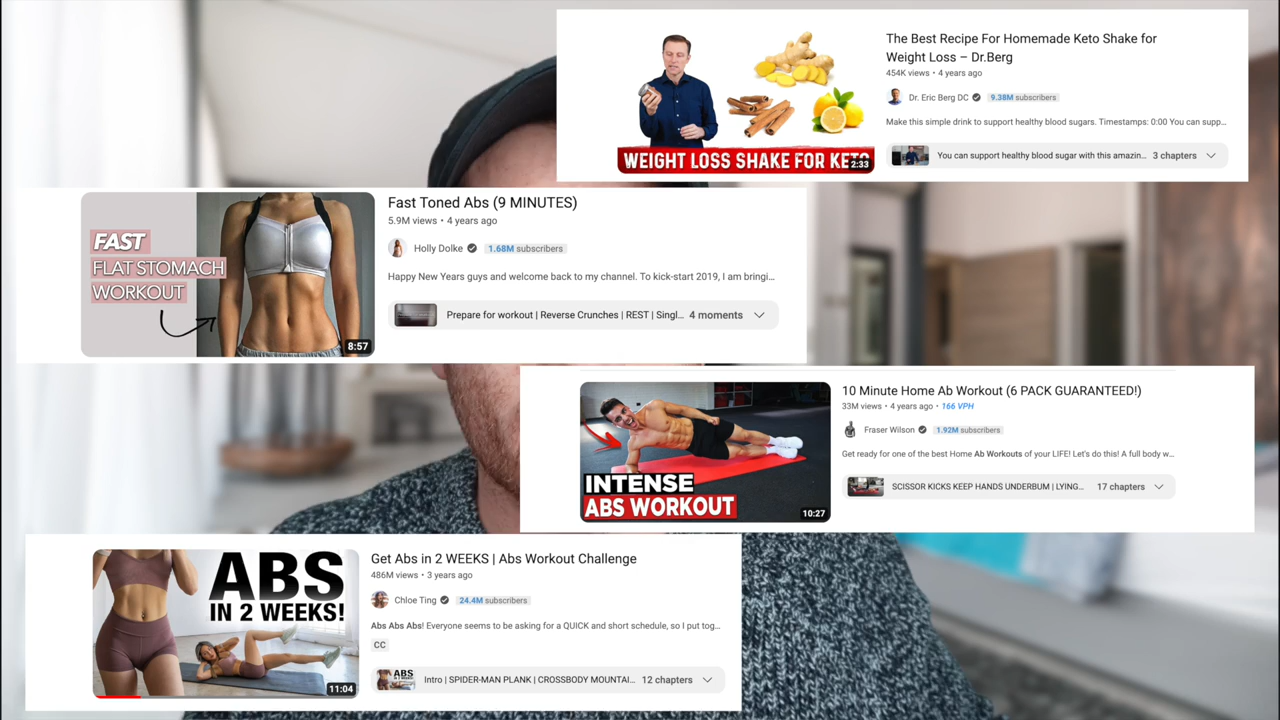 The Best Recipe For Homemade Keto Shake for
Weight Loss – Dr.Berg
454K views • 4 years ago
Dr. Eric Berg DC
9.38M subscribers
Make this simple drink to support healthy blood sugars. Timestamps: 0:00 You can supp...
You can support healthy blood sugar with this amazin...
3 chapters
WEIGHT LOSS SHAKE FOR KETO
2:33
Fast Toned Abs (9 MINUTES)
5.9M views • 4 years ago
Holly Dolke
1.68M subscribers
Happy New Years guys and welcome back to my channel. To kick-start 2019, I am bringi...
Prepare for workout | Reverse Crunches | REST | Singl...
4 moments
FAST
FLAT STOMACH
WORKOUT
8:57
10 Minute Home Ab Workout (6 PACK GUARANTEED!)
33M views • 4 years ago • 166 VPH
Fraser Wilson
1.92M subscribers
Get ready for one of the best Home Ab Workouts of your LIFE! Let's do this! A full body w...
SCISSOR KICKS KEEP HANDS UNDERBUM | LYING...
17 chapters
INTENSE
ABS WORKOUT
10:27
Get Abs in 2 WEEKS | Abs Workout Challenge
486M views • 3 years ago
Chloe Ting
24.4M subscribers
Abs Abs Abs! Everyone seems to be asking for a QUICK and short schedule, so I put tog...
CC
Intro | SPIDER-MAN PLANK | CROSSBODY MOUNTAI...
12 chapters
ABS
IN 2 WEEKS!
11:04
ABS